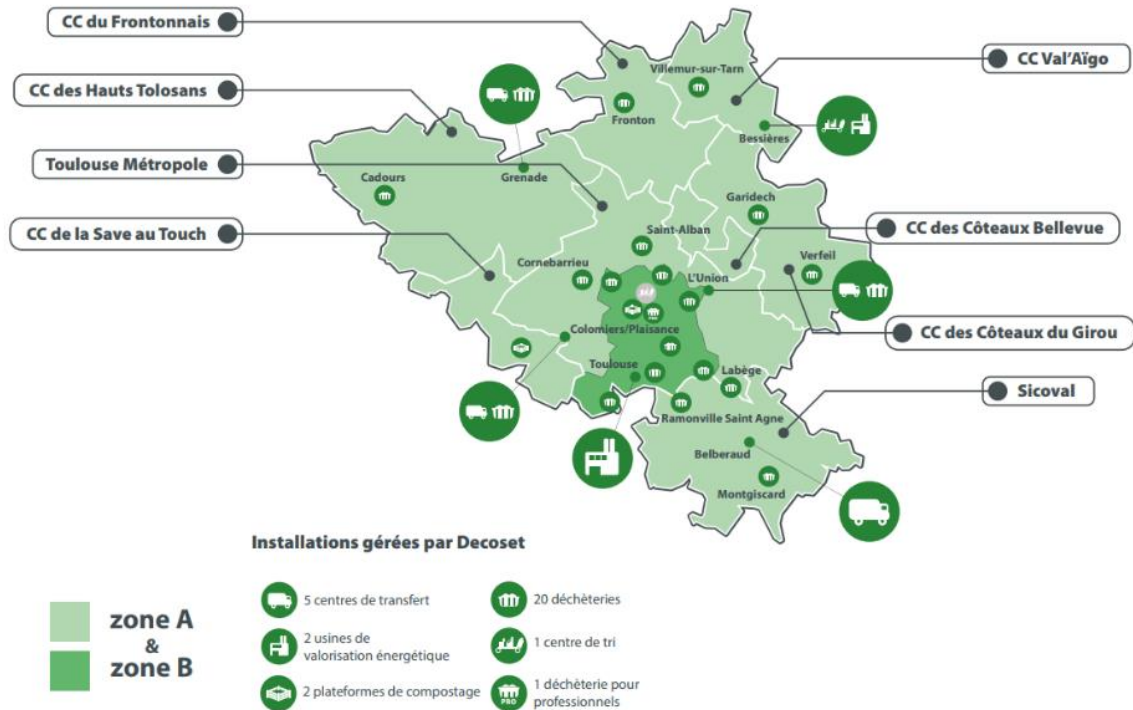 CC du Frontonnais
CC Val'Aïgo
Villemur-sur-Tarn
CC des Hauts Tolosans
Fronton
Bessières
Toulouse Métropole
Cadours
Grenade
Garidech
CC de la Save au Touch
CC des Côteaux Bellevue
Saint-Alban
Verfeil
Cornebarrieu
L'Union
Colomiers/Plaisance
CC des Côteaux du Girou
PRO
Toulouse
Labège
Sicoval
Ramonville Saint Agne
Belberaud
Montgiscard
Installations gérées par Decoset
zone A
&
zone B
5 centres de transfert
2 usines de
valorisation énergétique
2 plateformes de compostage
20 déchèteries
1 centre de tri
PRO
1 déchèterie pour
professionnels